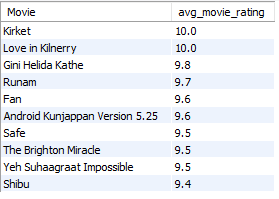 Movie avg_movie_rating
Kirket 10.0
Love in Kilnerry 10.0
Gini Helida Kathe 9.8
Runam 9.7
Fan 9.6
Android Kunjappan Version 5.25 9.6
Safe 9.5
The Brighton Miracle 9.5
Yeh Suhaagraat Impossible 9.5
Shibu 9.4